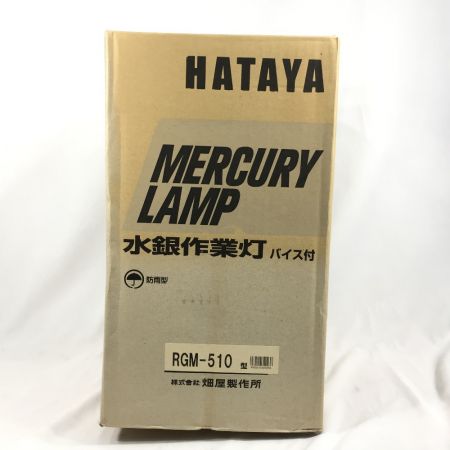 HATAYA
MERCURY
LAMP
水銀作業灯 バイス付
防雨型
RGM-510 型
株式会社 畑屋製作所